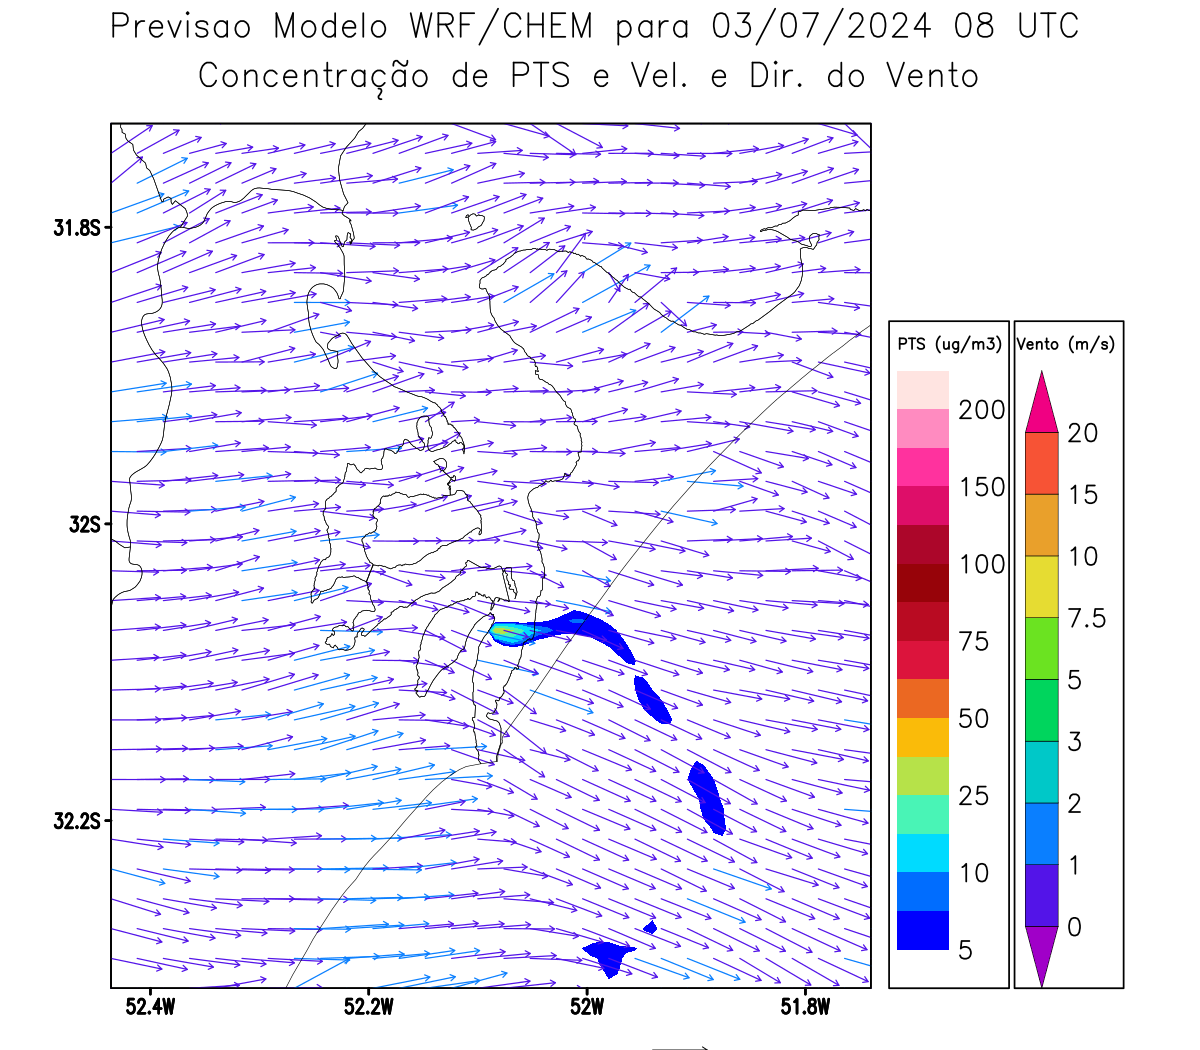 Previsao Modelo WRF/CHEM para 03/07/2024 08 UTC
Concentração de PTS e Vel. e Dir. do Vento
31.8S
32S
32.2S
52.4W
52.2W
52W
51.8W
PTS (ug/m3)
200
150
100
75
50
25
10
5
Vento (m/s)
20
15
10
7.5
5
3
2
1
0